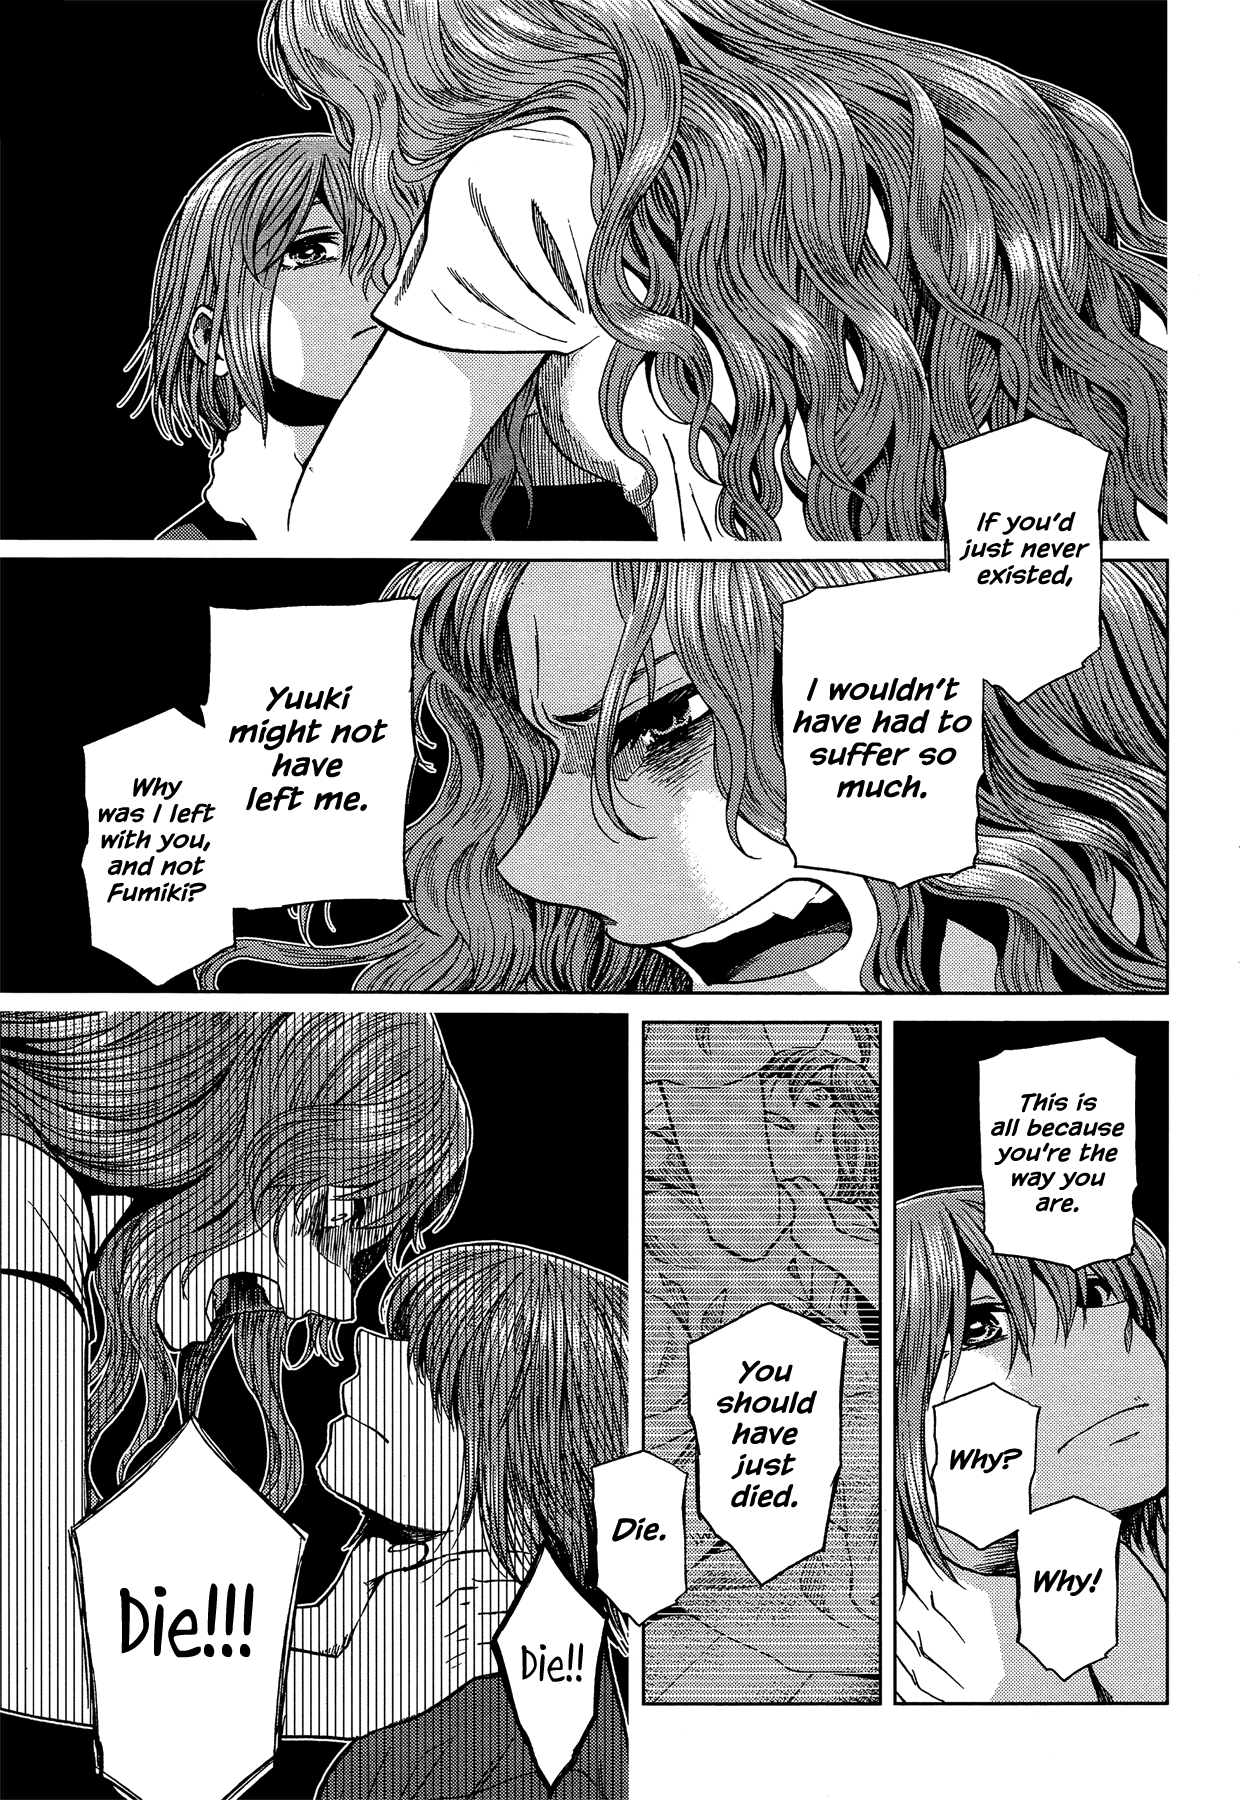 If you'd
just never
existed,
I wouldn't
have had to
suffer so
much.
Yuuki
might not
have
left me.
Why
was I left
with you,
and not
Fumiki?
This is
all because
you're the
way you
are.
Why?
Why!
You
should
have
just
died.
Die.
Die!!
Die!!!